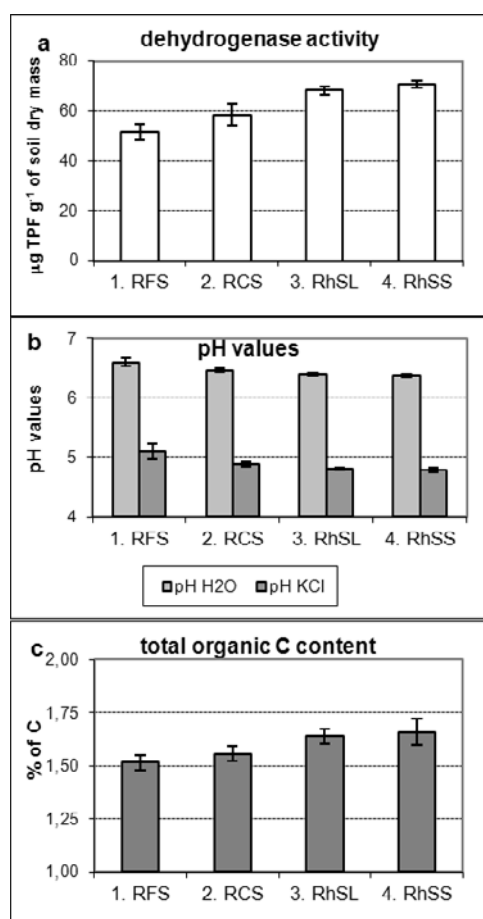 a
dehydrogenase activity
µg TPF g⁻¹ of soil dry mass
80
60
40
20
0
1. RFS 2. RCS 3. RhSL 4. RhSS
b
pH values
pH values
7
6
5
4
1. RFS 2. RCS 3. RhSL 4. RhSS
pH H2O pH KCl
c
total organic C content
% of C
2,00
1,75
1,50
1,25
1,00
1. RFS 2. RCS 3. RhSL 4. RhSS